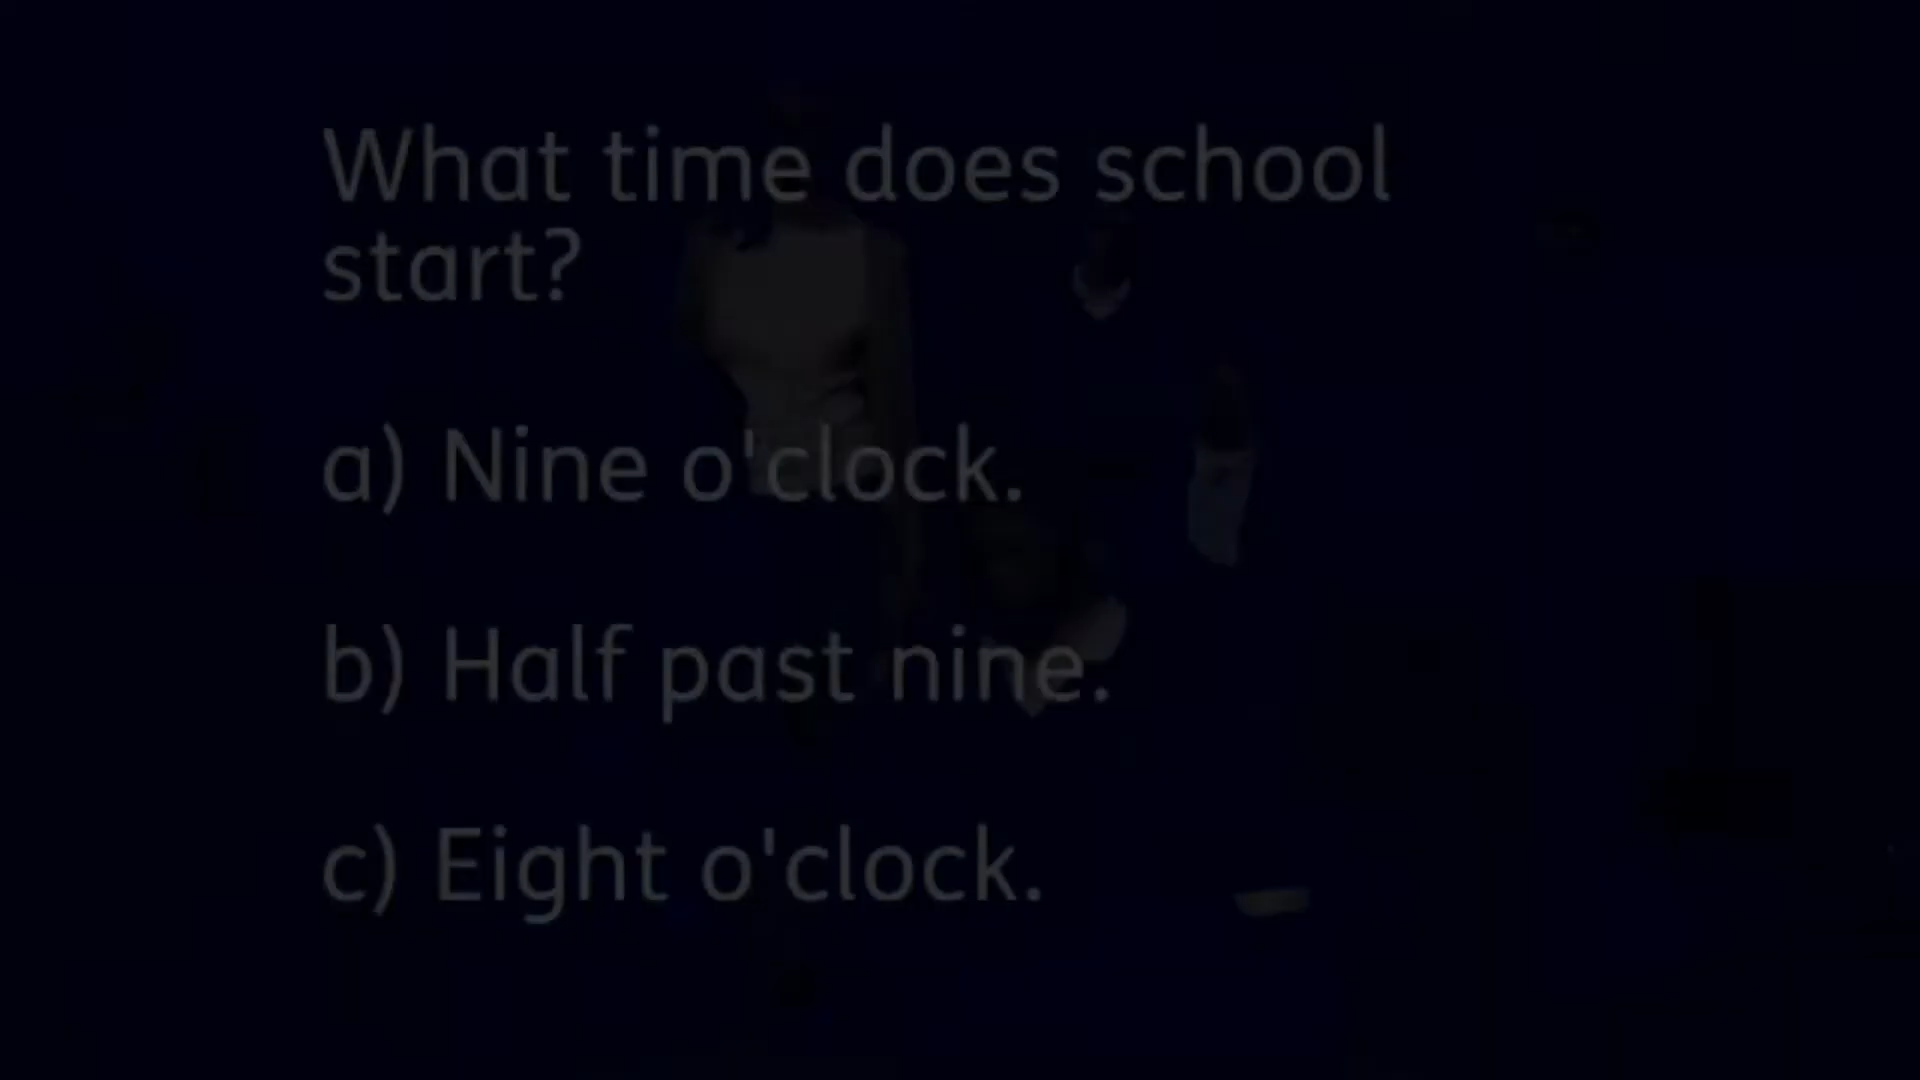 What time does school
start?
a) Nine o'clock.
b) Half past nine.
c) Eight o'clock.